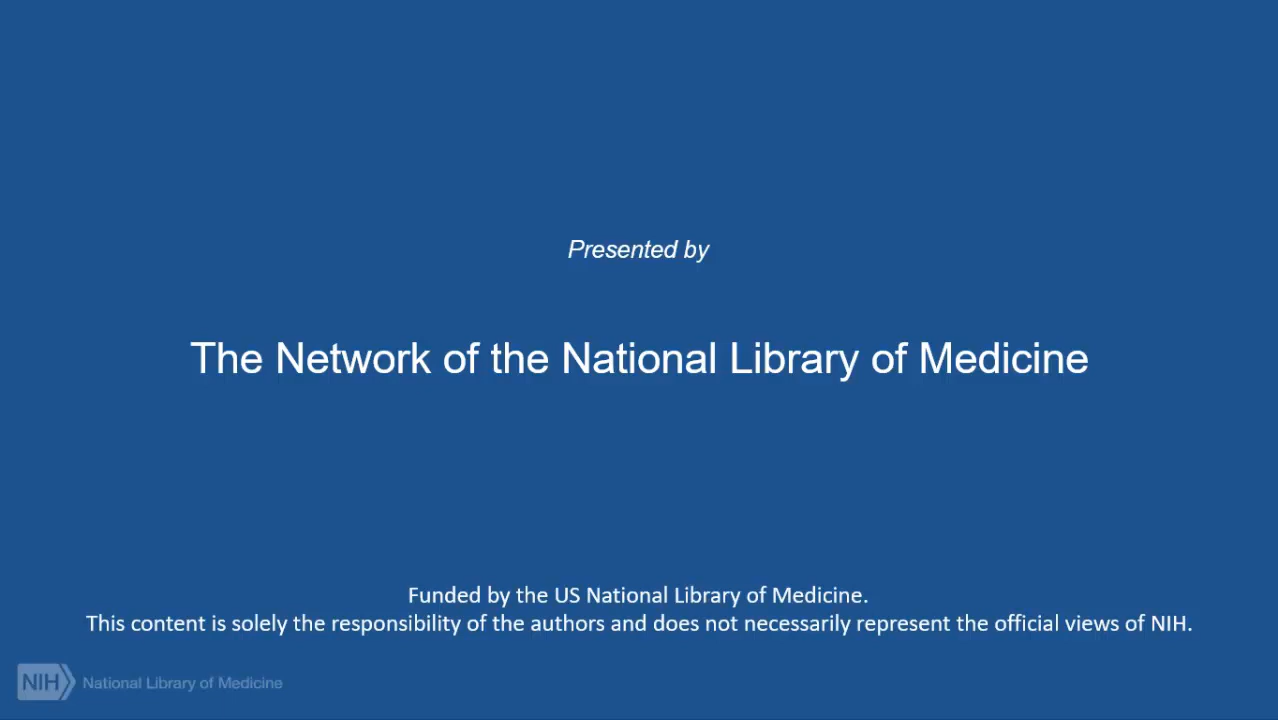 Presented by
The Network of the National Library of Medicine
Funded by the US National Library of Medicine.
This content is solely the responsibility of the authors and does not necessarily represent the official views of NIH.
NIH National Library of Medicine